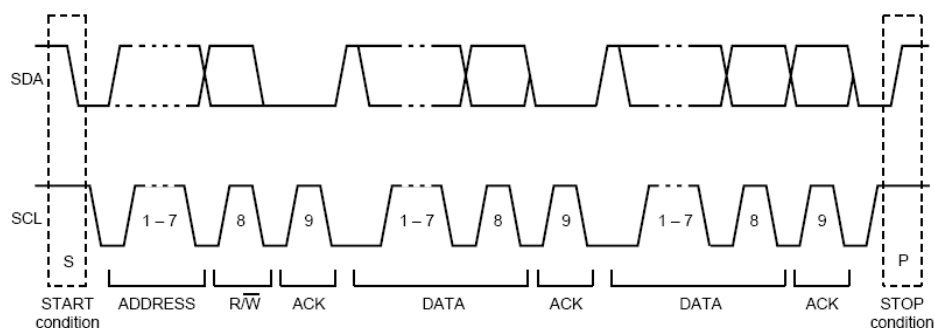 SDA
SCL
1 – 7
8
9
1 – 7
8
9
1 – 7
8
9
S
P
START
condition
ADDRESS
R/W̅
ACK
DATA
ACK
DATA
ACK
STOP
condition